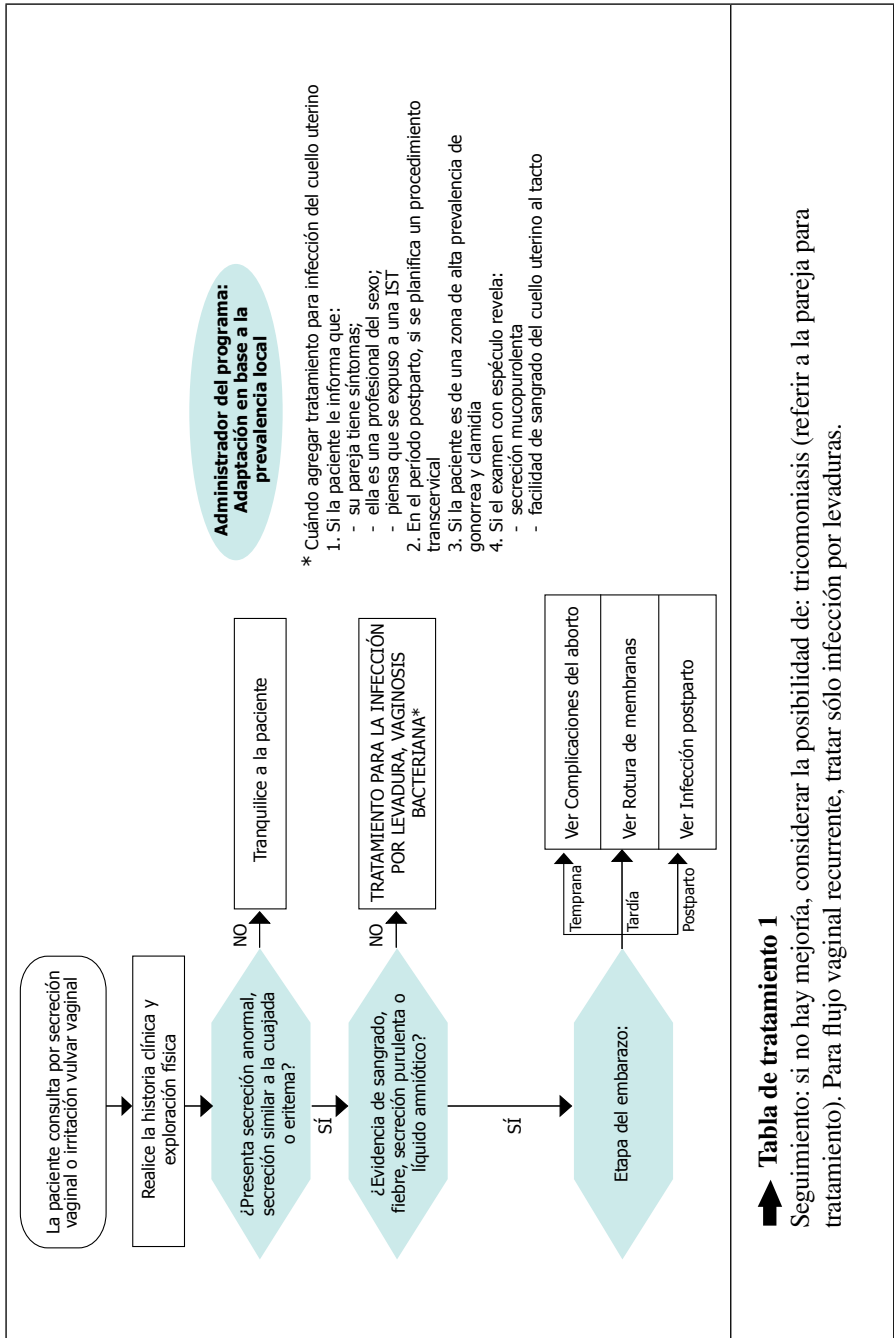 La paciente consulta por secreción
vaginal o irritación vulvar vaginal
Realice la historia clínica y
exploración física
¿Presenta secreción anormal,
secreción similar a la cuajada
o eritema?
NO
Tranquilice a la paciente
SÍ
¿Evidencia de sangrado,
fiebre, secreción purulenta o
líquido amniótico?
NO
TRATAMIENTO PARA LA INFECCIÓN
POR LEVADURA, VAGINOSIS
BACTERIANA*
SÍ
Etapa del embarazo:
Temprana
Ver Complicaciones del aborto
Tardía
Ver Rotura de membranas
Postparto
Ver Infección postparto
Administrador del programa:
Adaptación en base a la
prevalencia local
* Cuándo agregar tratamiento para infección del cuello uterino
1. Si la paciente le informa que:
- su pareja tiene síntomas;
- ella es una profesional del sexo;
- piensa que se expuso a una IST
2. En el período postparto, si se planifica un procedimiento
transcervical
3. Si la paciente es de una zona de alta prevalencia de
gonorrea y clamidia
4. Si el examen con espéculo revela:
- secreción mucopurolenta
- facilidad de sangrado del cuello uterino al tacto
Tabla de tratamiento 1
Seguimiento: si no hay mejoría, considerar la posibilidad de: tricomoniasis (referir a la pareja para
tratamiento). Para flujo vaginal recurrente, tratar sólo infección por levaduras.